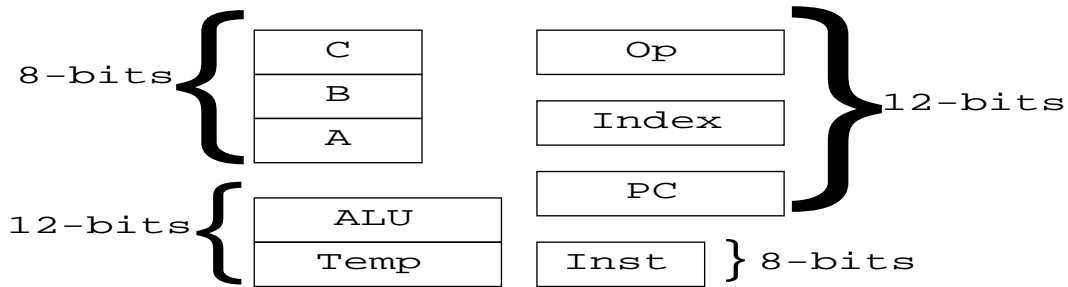 8-bits
C
B
A
12-bits
ALU
Temp
Op
Index
PC
12-bits
Inst
8-bits